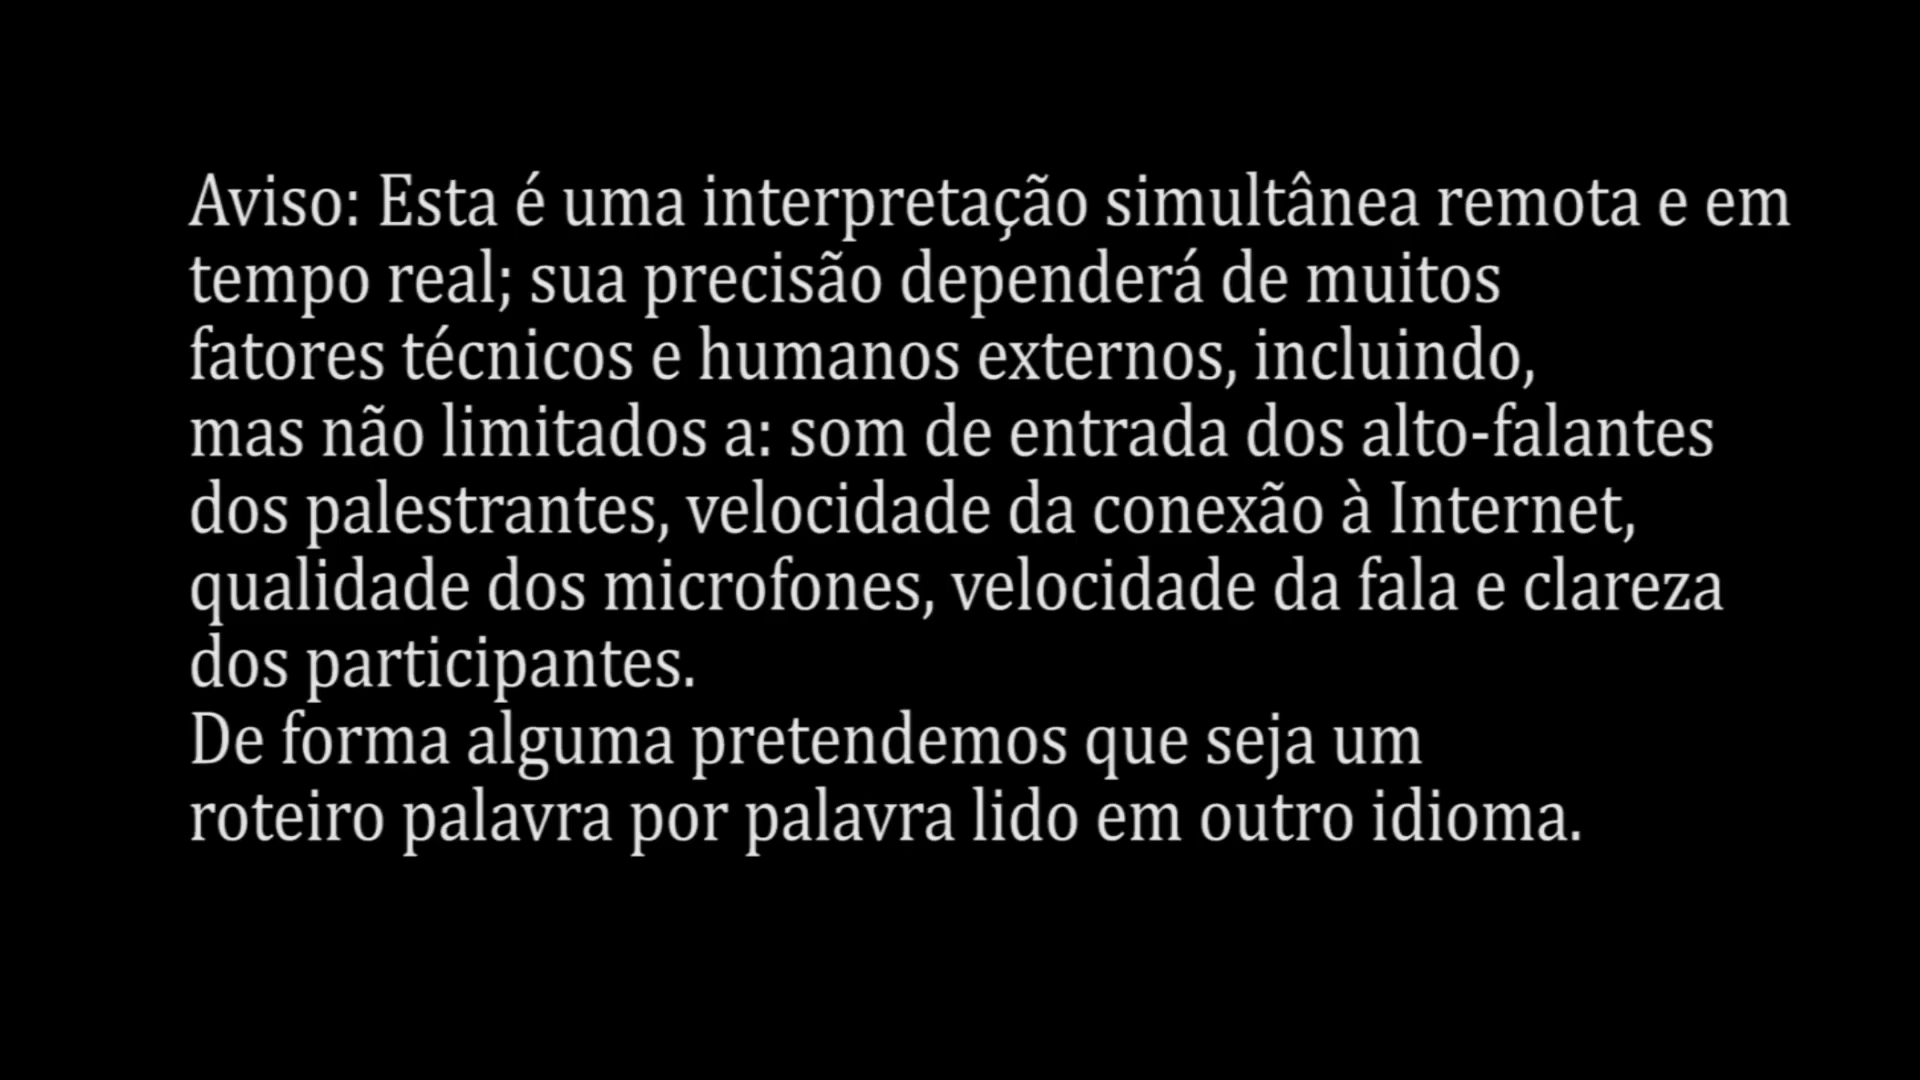 Aviso: Esta é uma interpretação simultânea remota e em
tempo real; sua precisão dependerá de muitos
fatores técnicos e humanos externos, incluindo,
mas não limitados a: som de entrada dos alto-falantes
dos palestrantes, velocidade da conexão à Internet,
qualidade dos microfones, velocidade da fala e clareza
dos participantes.
De forma alguma pretendemos que seja um
roteiro palavra por palavra lido em outro idioma.